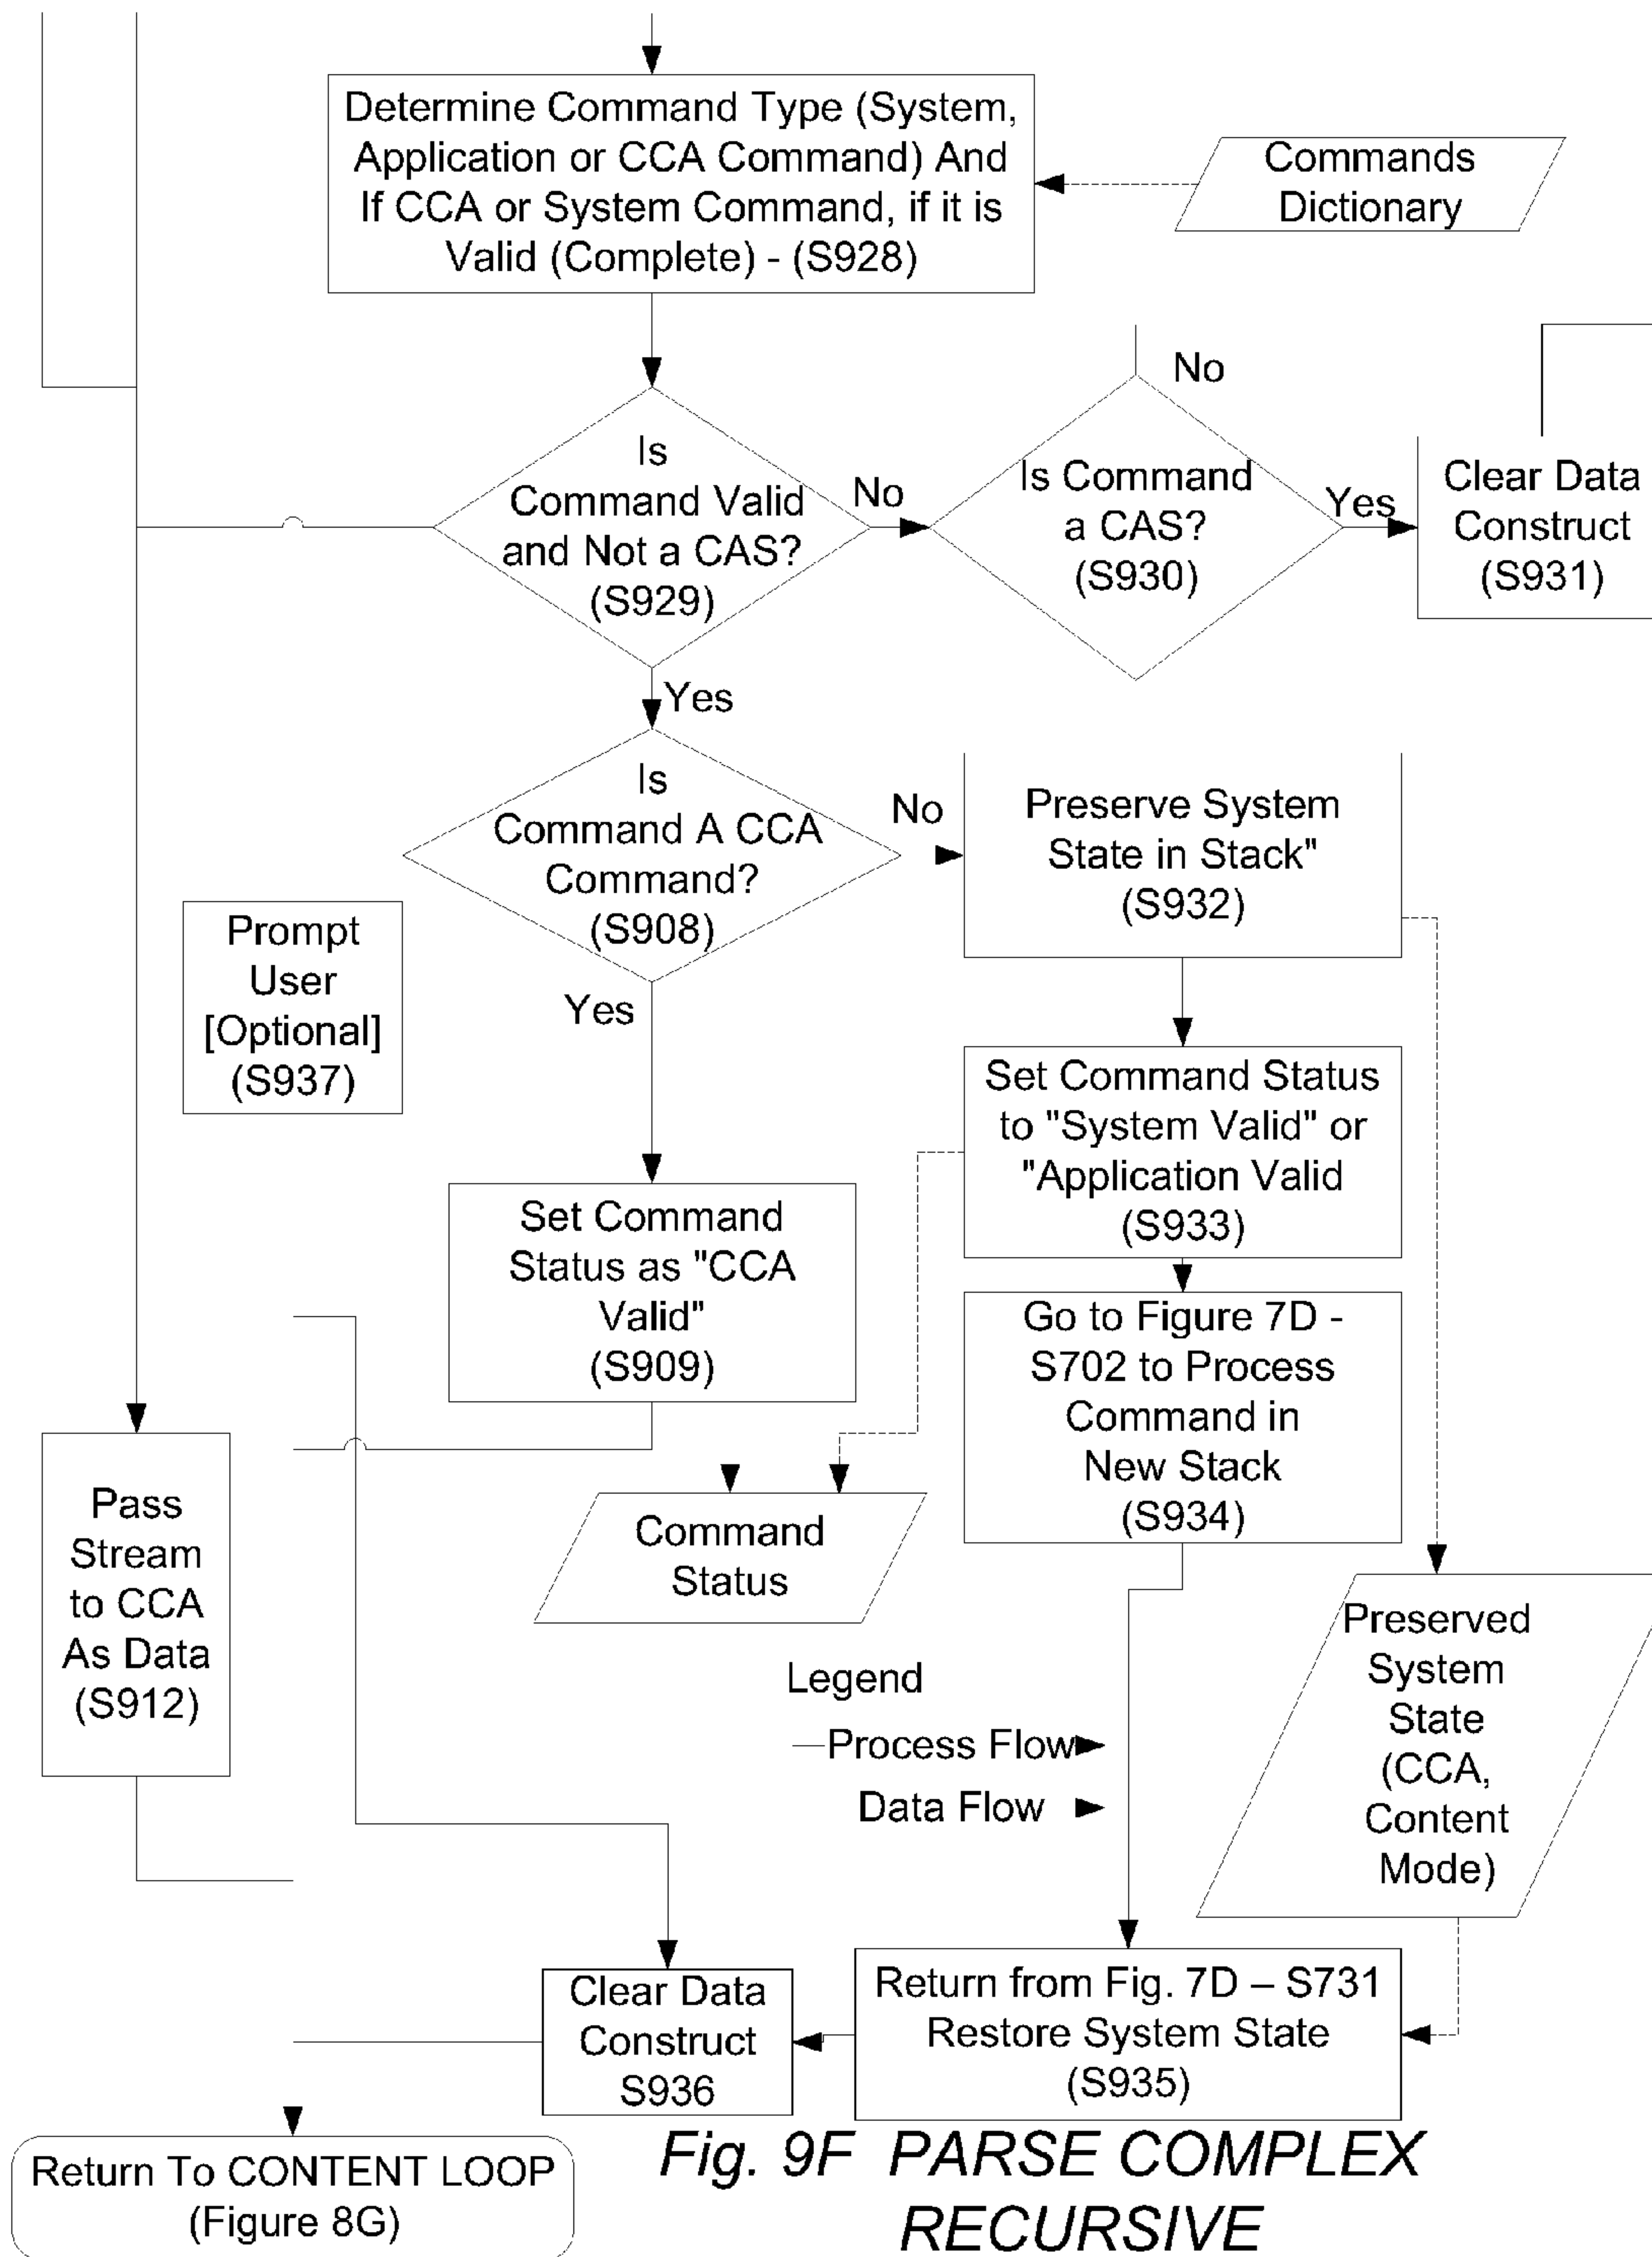 Determine Command Type (System,
Application or CCA Command) And
If CCA or System Command, if it is
Valid (Complete) - (S928)
Commands
Dictionary
Is
Command Valid
and Not a CAS?
(S929)
No
No
Is Command
a CAS?
(S930)
Yes
Clear Data
Construct
(S931)
Yes
Is
Command A CCA
Command?
(S908)
No
Preserve System
State in Stack"
(S932)
Prompt
User
[Optional]
(S937)
Yes
Set Command Status
to "System Valid" or
"Application Valid
(S933)
Set Command
Status as "CCA
Valid"
(S909)
Go to Figure 7D -
S702 to Process
Command in
New Stack
(S934)
Pass
Stream
to CCA
As Data
(S912)
Command
Status
Preserved
System
State
(CCA,
Content
Mode)
Legend
Process Flow
Data Flow
Clear Data
Construct
S936
Return from Fig. 7D – S731
Restore System State
(S935)
Return To CONTENT LOOP
(Figure 8G)
Fig. 9F PARSE COMPLEX
RECURSIVE